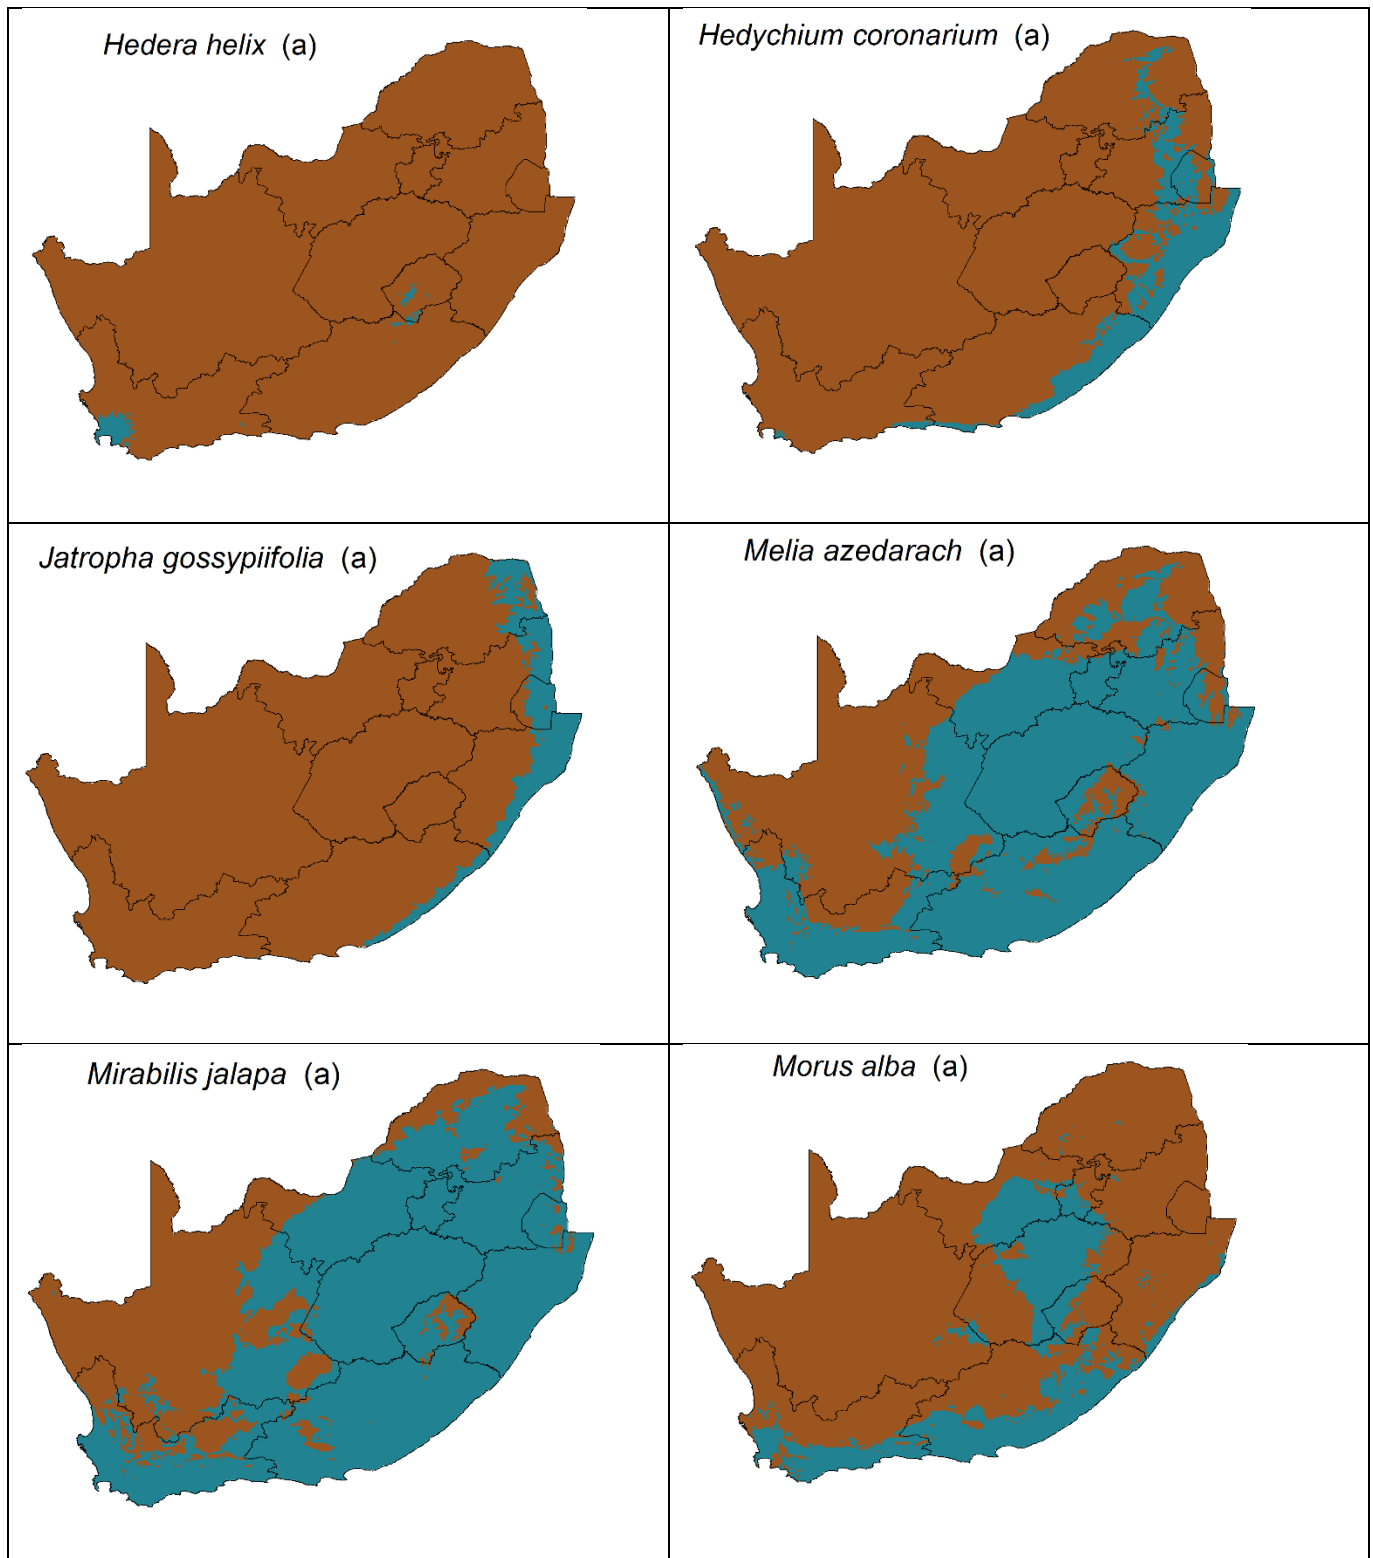 Hedera helix (a)
Hedychium coronarium (a)
Jatropha gossypiifolia (a)
Melia azedarach (a)
Mirabilis jalapa (a)
Morus alba (a)